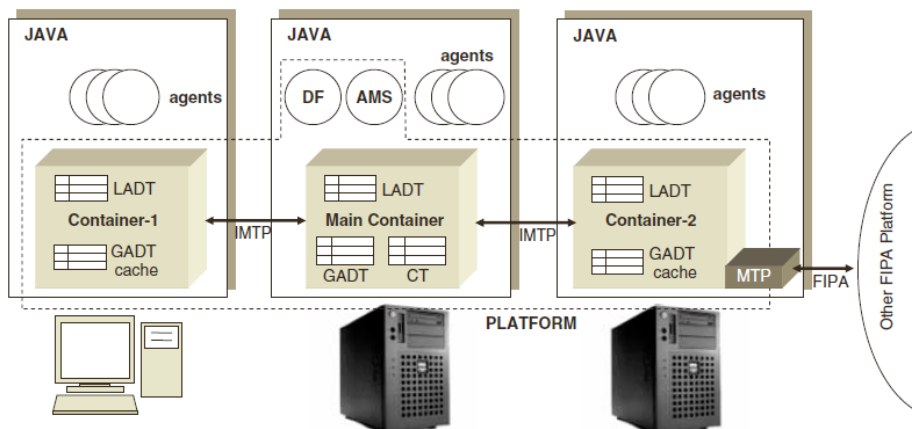 JAVA
agents
LADT
Container-1
GADT
cache
IMTP
JAVA
agents
DF
AMS
LADT
Main Container
GADT
CT
IMTP
JAVA
agents
LADT
Container-2
GADT
cache
MTP
FIPA
Other FIPA Platform
PLATFORM